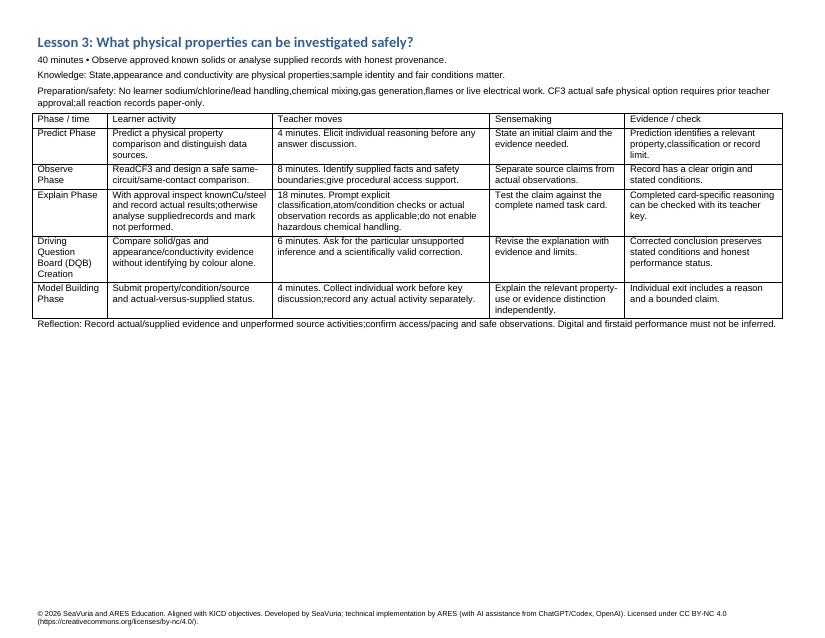 Lesson 3: What physical properties can be investigated safely?
40 minutes • Observe approved known solids or analyse supplied records with honest provenance.
Knowledge: State,appearance and conductivity are physical properties;sample identity and fair conditions matter.
Preparation/safety: No learner sodium/chlorine/lead handling,chemical mixing,gas generation,flames or live electrical work. CF3 actual safe physical option requires prior teacher
approval;all reaction records paper-only.
Phase / time
Learner activity
Teacher moves
Sensemaking
Evidence / check
Predict Phase
Predict a physical property
comparison and distinguish data
sources.
4 minutes. Elicit individual reasoning before any
answer discussion.
State an initial claim and the
evidence needed.
Prediction identifies a relevant
property,classification or record
limit.
Observe
Phase
ReadCF3 and design a safe same-
circuit/same-contact comparison.
8 minutes. Identify supplied facts and safety
boundaries;give procedural access support.
Separate source claims from
actual observations.
Record has a clear origin and
stated conditions.
Explain Phase
With approval inspect knownCu/steel
and record actual results;otherwise
analyse suppliedrecords and mark
not performed.
18 minutes. Prompt explicit
classification,atom/condition checks or actual
observation records as applicable;do not enable
hazardous chemical handling.
Test the claim against the
complete named task card.
Completed card-specific reasoning
can be checked with its teacher
key.
Driving
Question
Board (DQB)
Creation
Compare solid/gas and
appearance/conductivity evidence
without identifying by colour alone.
6 minutes. Ask for the particular unsupported
inference and a scientifically valid correction.
Revise the explanation with
evidence and limits.
Corrected conclusion preserves
stated conditions and honest
performance status.
Model Building
Phase
Submit property/condition/source
and actual-versus-supplied status.
4 minutes. Collect individual work before key
discussion;record any actual activity separately.
Explain the relevant property-
use or evidence distinction
independently.
Individual exit includes a reason
and a bounded claim.
Reflection: Record actual/supplied evidence and unperformed source activities;confirm access/pacing and safe observations. Digital and firstaid performance must not be inferred.
© 2026 SeaVuria and ARES Education. Aligned with KICD objectives. Developed by SeaVuria; technical implementation by ARES (with AI assistance from ChatGPT/Codex, OpenAI). Licensed under CC BY-NC 4.0
(https://creativecommons.org/licenses/by-nc/4.0/).